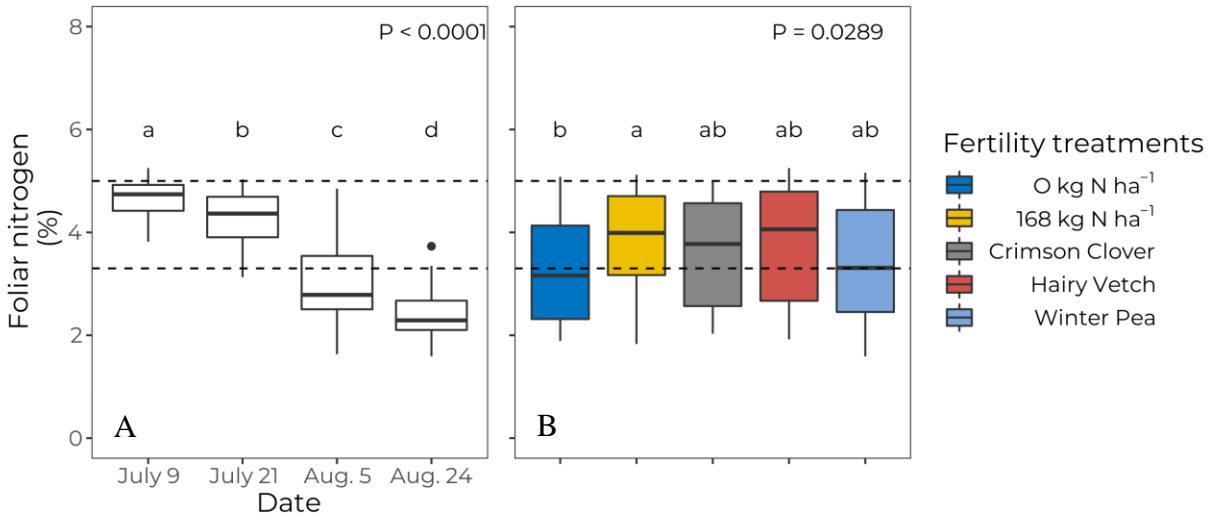 8
6
4
2
0
Foliar nitrogen
(%)
P < 0.0001
a b c d
A
July 9 July 21 Aug. 5 Aug. 24
Date
P = 0.0289
b a ab ab ab
B
Fertility treatments
O kg N ha⁻¹
168 kg N ha⁻¹
Crimson Clover
Hairy Vetch
Winter Pea